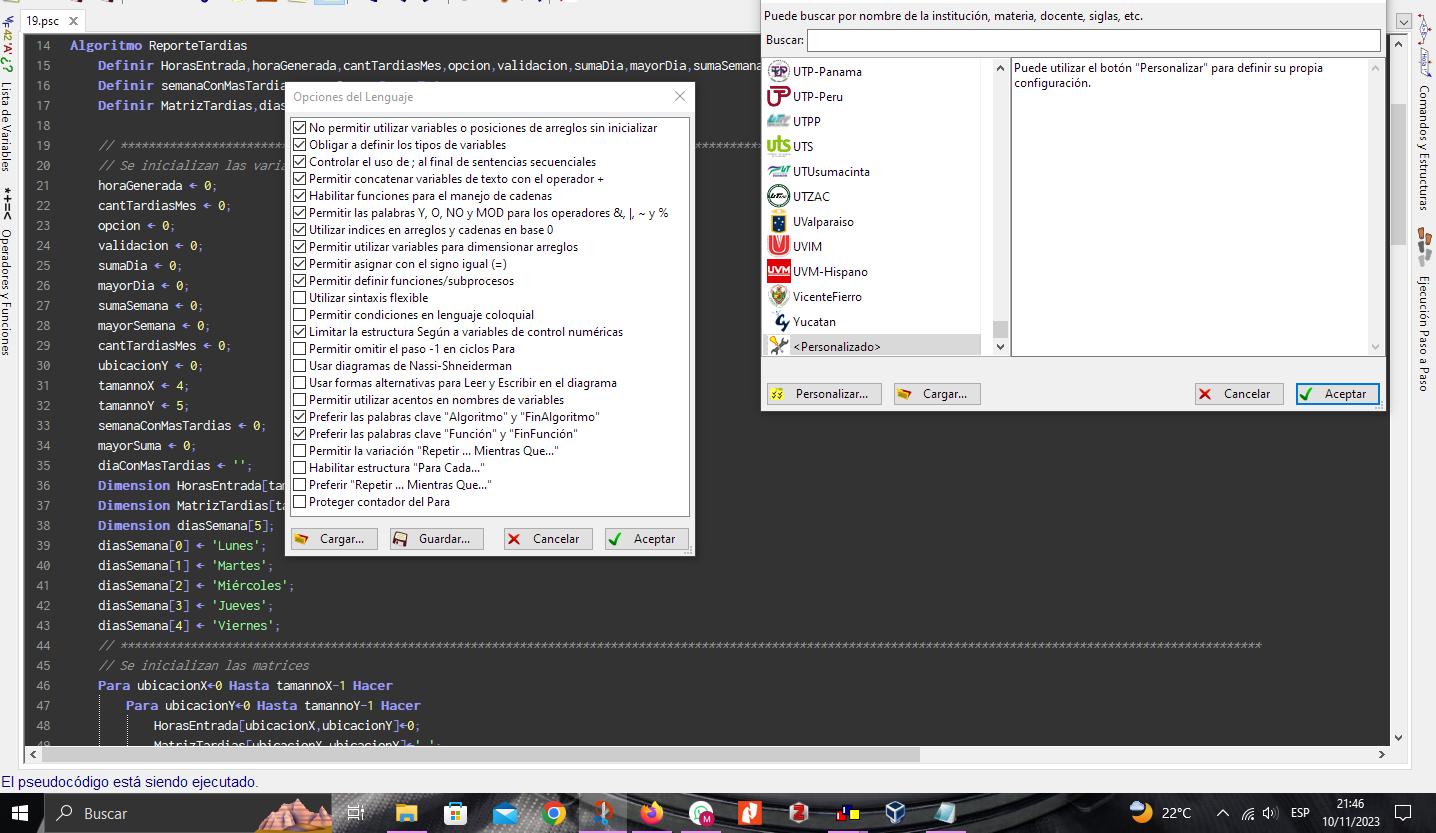 19.psc
Lista de Variables
Operadores y Funciones
14 Algoritmo ReporteTardias
15 Definir HorasEntrada,horaGenerada,cantTardiasMes,opcion,validacion,sumaDia,mayorDia,sumaSemana
16 Definir semanaConMasTardia
17 Definir MatrizTardias,dias
18
19 // **********************
20 // Se inicializan las varia
21 horaGenerada ← 0;
22 cantTardiasMes ← 0;
23 opcion ← 0;
24 validacion ← 0;
25 sumaDia ← 0;
26 mayorDia ← 0;
27 sumaSemana ← 0;
28 mayorSemana ← 0;
29 cantTardiasMes ← 0;
30 ubicacionY ← 0;
31 tamannoX ← 4;
32 tamannoY ← 5;
33 semanaConMasTardias ← 0;
34 mayorSuma ← 0;
35 diaConMasTardias ← '';
36 Dimension HorasEntrada[tam
37 Dimension MatrizTardias[ta
38 Dimension diasSemana[5];
39 diasSemana[0] ← 'Lunes';
40 diasSemana[1] ← 'Martes';
41 diasSemana[2] ← 'Miércoles';
42 diasSemana[3] ← 'Jueves';
43 diasSemana[4] ← 'Viernes';
44 // **********************
45 // Se inicializan las matrices
46 Para ubicacionX←0 Hasta tamannoX-1 Hacer
47 Para ubicacionY←0 Hasta tamannoY-1 Hacer
48 HorasEntrada[ubicacionX,ubicacionY]←0;
49 MatrizTardias[ubicacionX,ubicacionY]←' ';
Opciones del Lenguaje
No permitir utilizar variables o posiciones de arreglos sin inicializar
Obligar a definir los tipos de variables
Controlar el uso de ; al final de sentencias secuenciales
Permitir concatenar variables de texto con el operador +
Habilitar funciones para el manejo de cadenas
Permitir las palabras Y, O, NO y MOD para los operadores &, |, ~ y %
Utilizar indices en arreglos y cadenas en base 0
Permitir utilizar variables para dimensionar arreglos
Permitir asignar con el signo igual (=)
Permitir definir funciones/subprocesos
Utilizar sintaxis flexible
Permitir condiciones en lenguaje coloquial
Limitar la estructura Según a variables de control numéricas
Permitir omitir el paso -1 en ciclos Para
Usar diagramas de Nassi-Shneiderman
Usar formas alternativas para Leer y Escribir en el diagrama
Permitir utilizar acentos en nombres de variables
Preferir las palabras clave "Algoritmo" y "FinAlgoritmo"
Preferir las palabras clave "Función" y "FinFunción"
Permitir la variación "Repetir ... Mientras Que..."
Habilitar estructura "Para Cada..."
Preferir "Repetir ... Mientras Que..."
Proteger contador del Para
Cargar... Guardar... Cancelar Aceptar
Puede buscar por nombre de la institución, materia, docente, siglas, etc.
Buscar:
UTP-Panama
UTP-Peru
UTPP
UTS
UTUsumacinta
UTZAC
UValparaiso
UVIM
UVM-Hispano
VicenteFierro
Yucatan
<Personalizado>
Puede utilizar el botón "Personalizar" para definir su propia
configuración.
Personalizar... Cargar... Cancelar Aceptar
Comandos y Estructuras
Ejecución Paso a Paso
El pseudocódigo está siendo ejecutado.
Buscar
22°C
ESP
21:46
10/11/2023